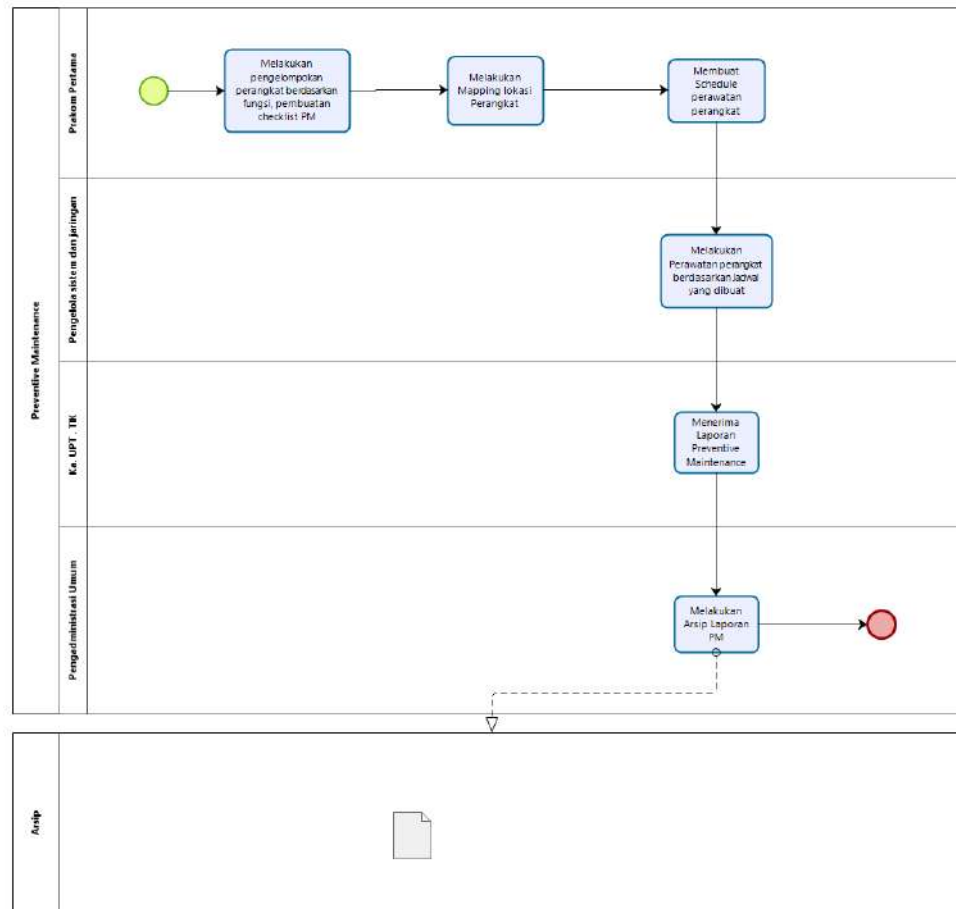 Preventive Maintenance
Prakom Pertama
Melakukan
pengelompokan
perangkat berdasarkan
fungsi, pembuatan
checklist PM
Melakukan
Mapping lokasi
Perangkat
Membuat
Schedule
perawatan
perangkat
Pengelola sistem dan jaringan
Melakukan
Perawatan perangkat
berdasarkan Jadwal
yang dibuat
Ka. UPT . TIK
Menerima
Laporan
Preventive
Maintenance
Pengadministrasi Umum
Melakukan
Arsip Laporan
PM
Arsip